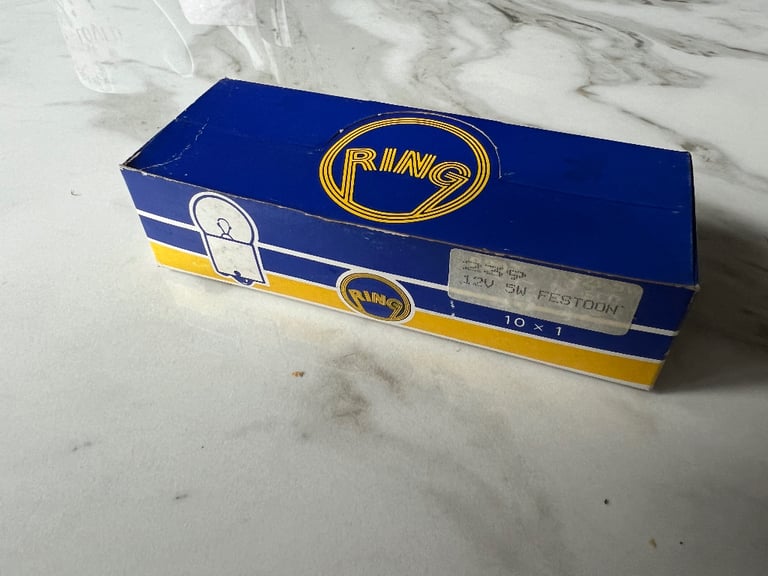 RING
RING
239
12V 5W FESTOON
10 x 1